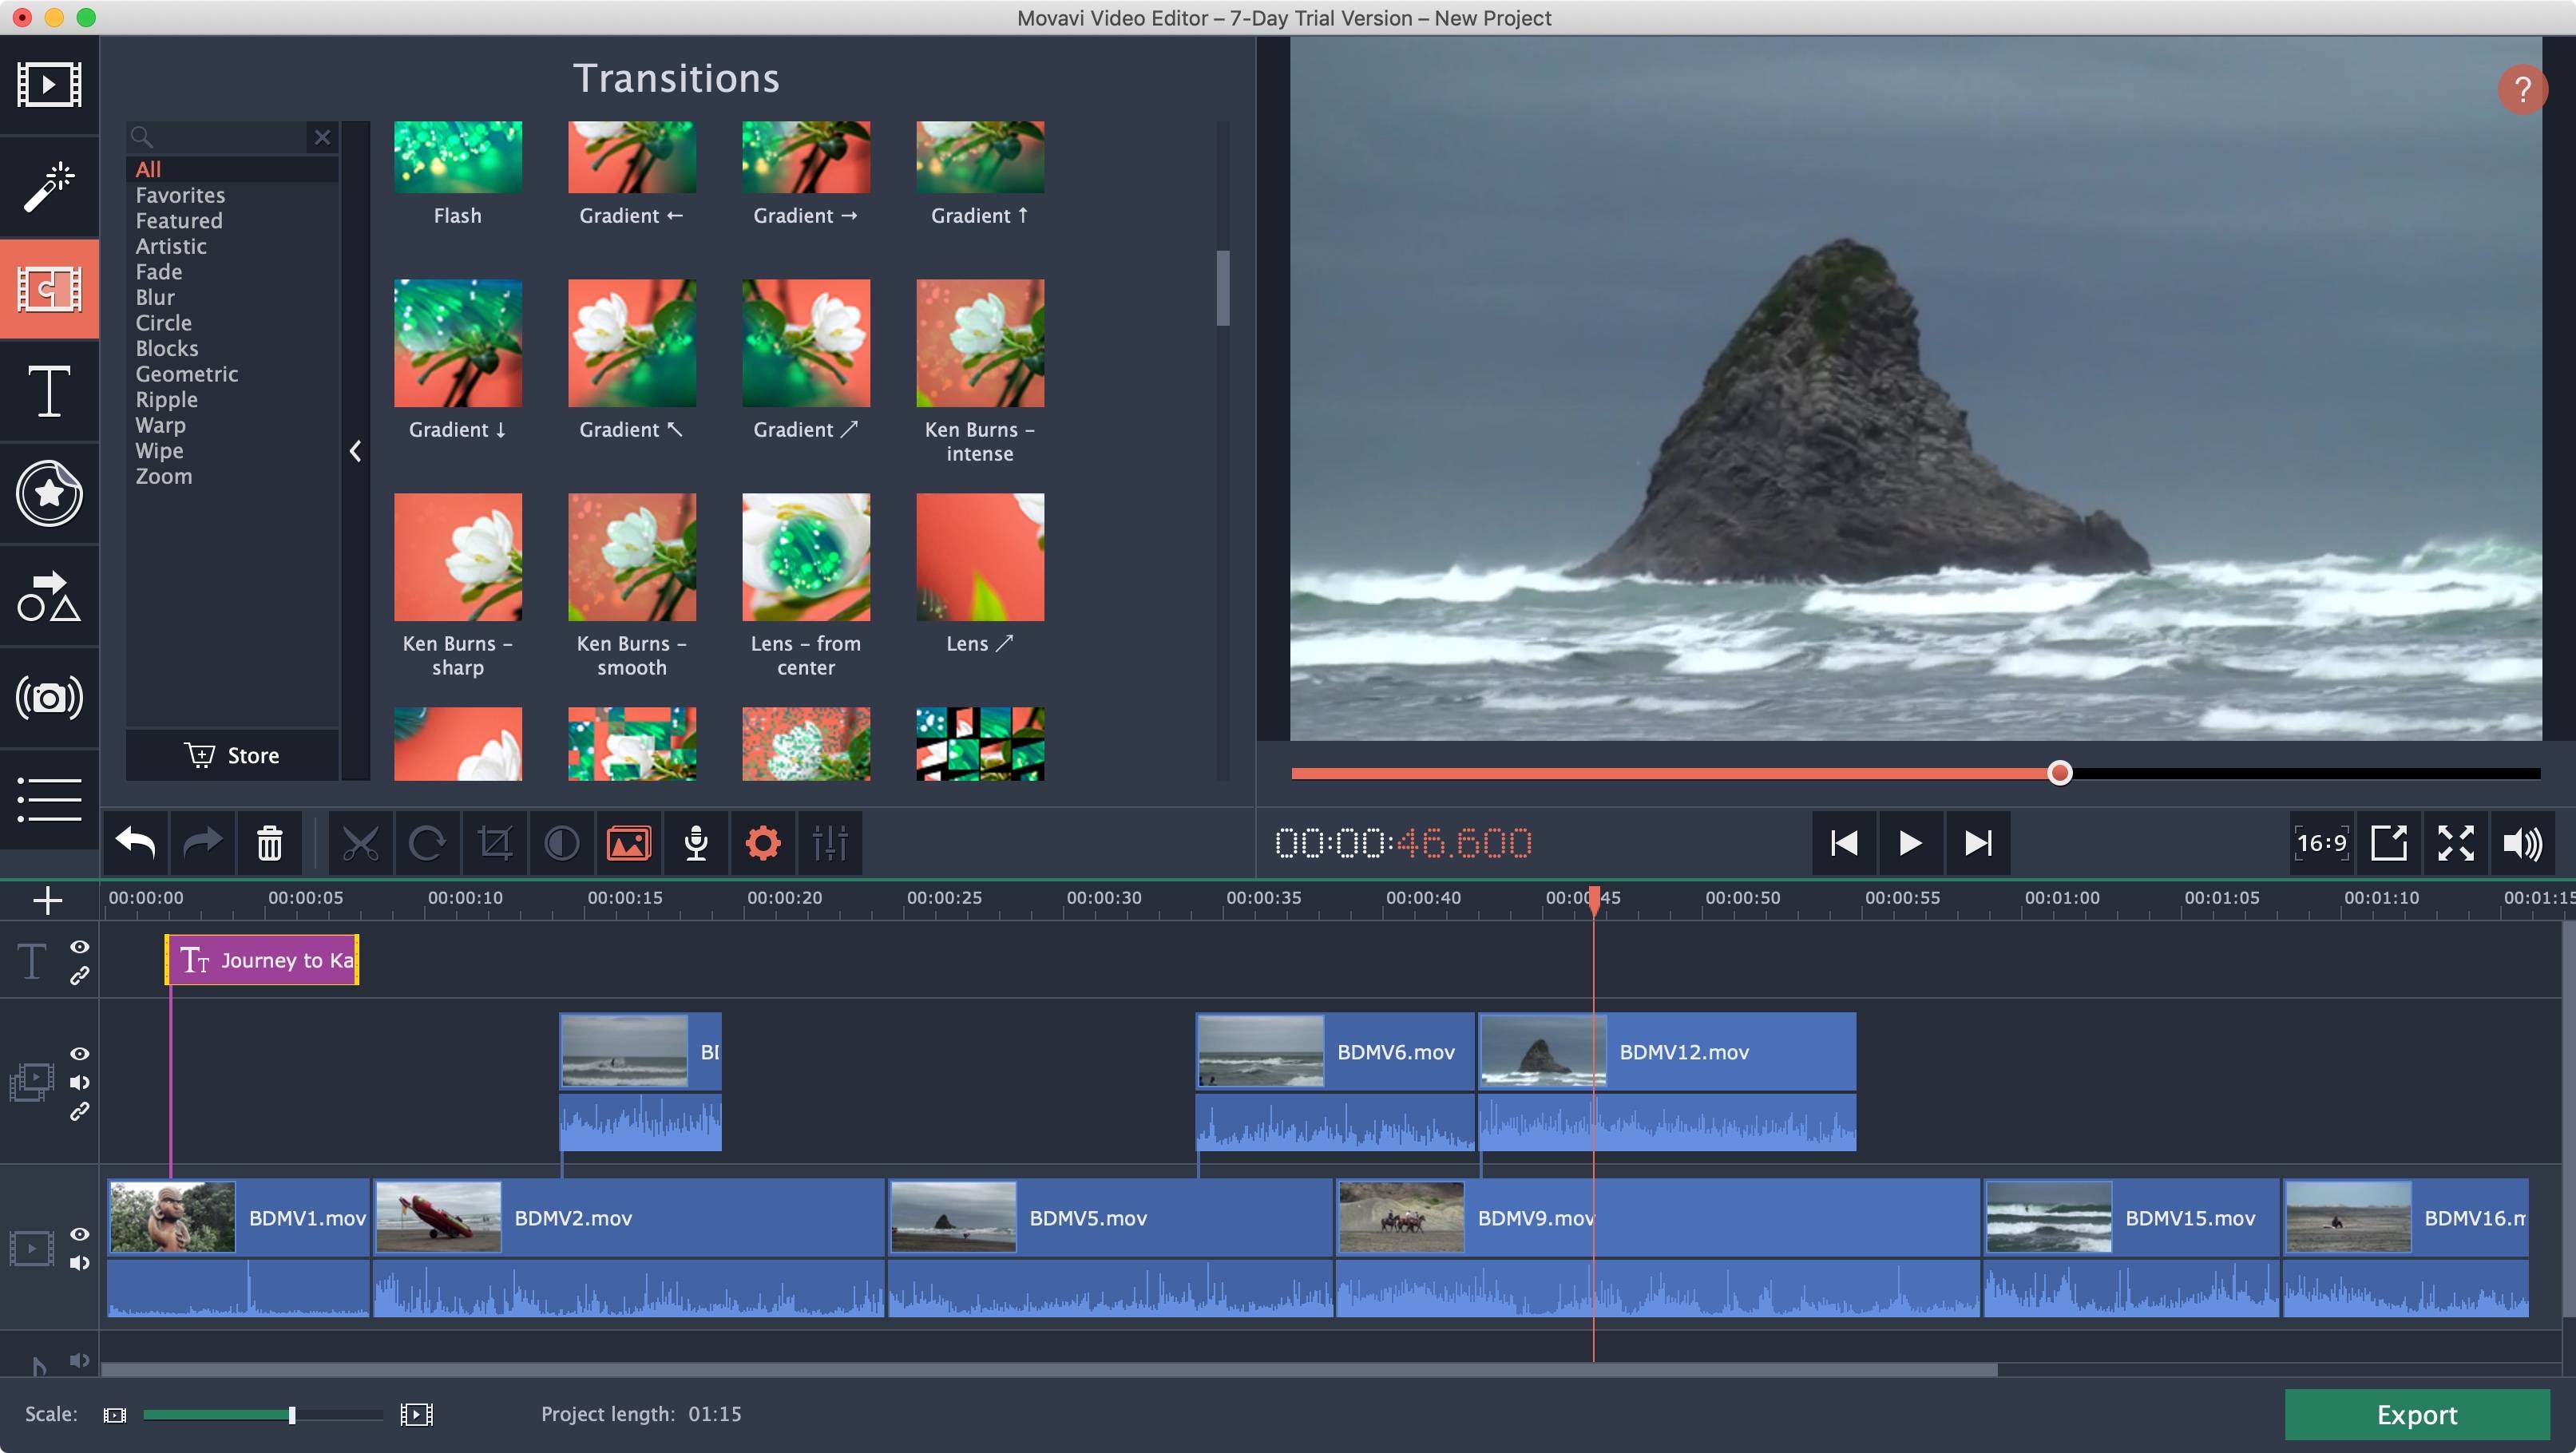 Movavi Video Editor – 7-Day Trial Version – New Project
Transitions
?
All
Favorites
Featured
Artistic
Fade
Blur
Circle
Blocks
Geometric
Ripple
Warp
Wipe
Zoom
Store
Flash
Gradient ←
Gradient →
Gradient ↑
Gradient ↓
Gradient ↖
Gradient ↗
Ken Burns –
intense
Ken Burns –
sharp
Ken Burns –
smooth
Lens – from
center
Lens ↗
00:00:46.600
16:9
00:00:00
00:00:05
00:00:10
00:00:15
00:00:20
00:00:25
00:00:30
00:00:35
00:00:40
00:00:45
00:00:50
00:00:55
00:01:00
00:01:05
00:01:10
00:01:15
Journey to Ka
BDMV6.mov
BDMV12.mov
BDMV1.mov
BDMV2.mov
BDMV5.mov
BDMV9.mov
BDMV15.mov
BDMV16.m
Scale:
Project length: 01:15
Export